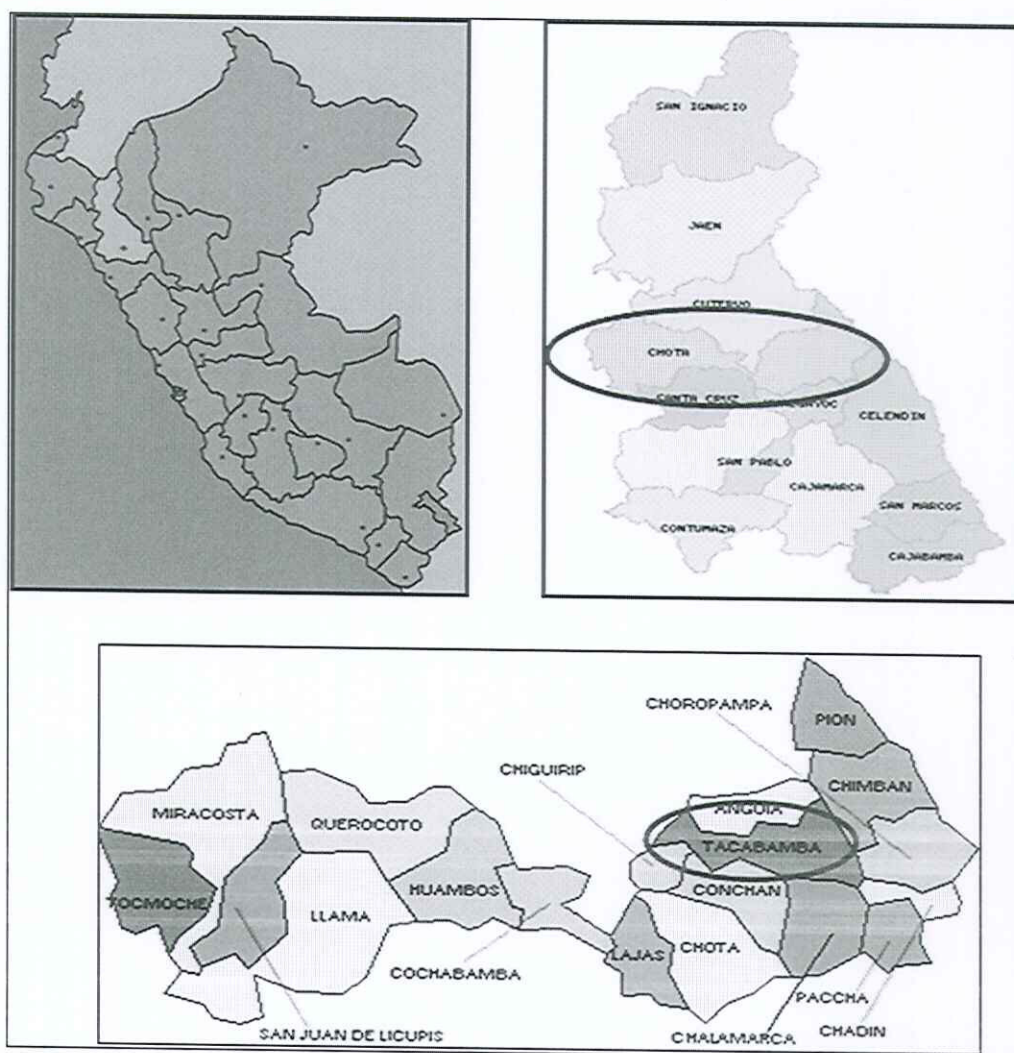 SAN IGNACIO
JAEN
CUTERVO
CHOTA
SANTA CRUZ
CELENDIN
SAN PABLO
CAJAMARCA
SAN MARCOS
CONTUMAZA
CAJABAMBA
CHOROPAMPA
PION
CHIGUIRIP
CHIMBAN
MIRACOSTA
ANGUIA
QUEROCOTO
TACABAMBA
TOCMOCHE
HUAMBOS
CONCHAN
LLAMA
LAJAS
CHOTA
COCHABAMBA
PACCHA
SAN JUAN DE LICUPIS
CHALAMARCA
CHADIN